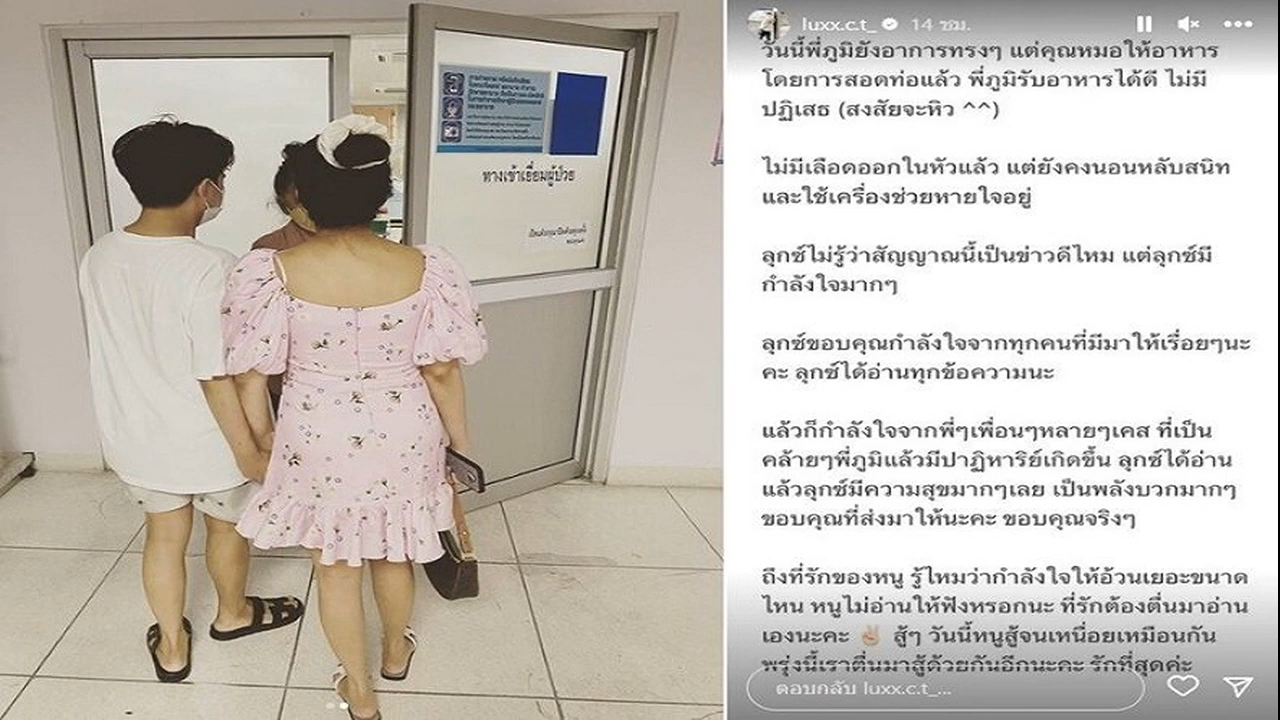 ทางเข้าเยี่ยมผู้ป่วย
luxx.c.t_ 14 ชม.
วันนี้พี่ภูมิยังอาการทรงๆ แต่คุณหมอให้อาหาร
โดยการสอดท่อแล้ว พี่ภูมิรับอาหารได้ดี ไม่มี
ปฏิเสธ (สงสัยจะหิว ^^)
ไม่มีเลือดออกในหัวแล้ว แต่ยังคงนอนหลับสนิท
และใช้เครื่องช่วยหายใจอยู่
ลุกซ์ไม่รู้ว่าสัญญาณนี้เป็นข่าวดีไหม แต่ลุกซ์มี
กำลังใจมากๆ
ลุกซ์ขอบคุณกำลังใจจากทุกคนที่มีมาให้เรื่อยๆนะ
คะ ลุกซ์ได้อ่านทุกข้อความนะ
แล้วก็กำลังใจจากพี่ๆเพื่อนๆหลายๆเคส ที่เป็น
คล้ายๆพี่ภูมิแล้วมีปาฏิหาริย์เกิดขึ้น ลุกซ์ได้อ่าน
แล้วลุกซ์มีความสุขมากๆเลย เป็นพลังบวกมากๆ
ขอบคุณที่ส่งมาให้นะคะ ขอบคุณจริงๆ
ถึงที่รักของหนู รู้ไหมว่ากำลังใจให้อ้วนเยอะขนาด
ไหน หนูไม่อ่านให้ฟังหรอกนะ ที่รักต้องตื่นมาอ่าน
เองนะคะ ✌🏻 สู้ๆ วันนี้หนูสู้จนเหนื่อยเหมือนกัน
พรุ่งนี้เราตื่นมาสู้ด้วยกันอีกนะคะ รักที่สุดค่ะ
ตอบกลับ luxx.c.t_...